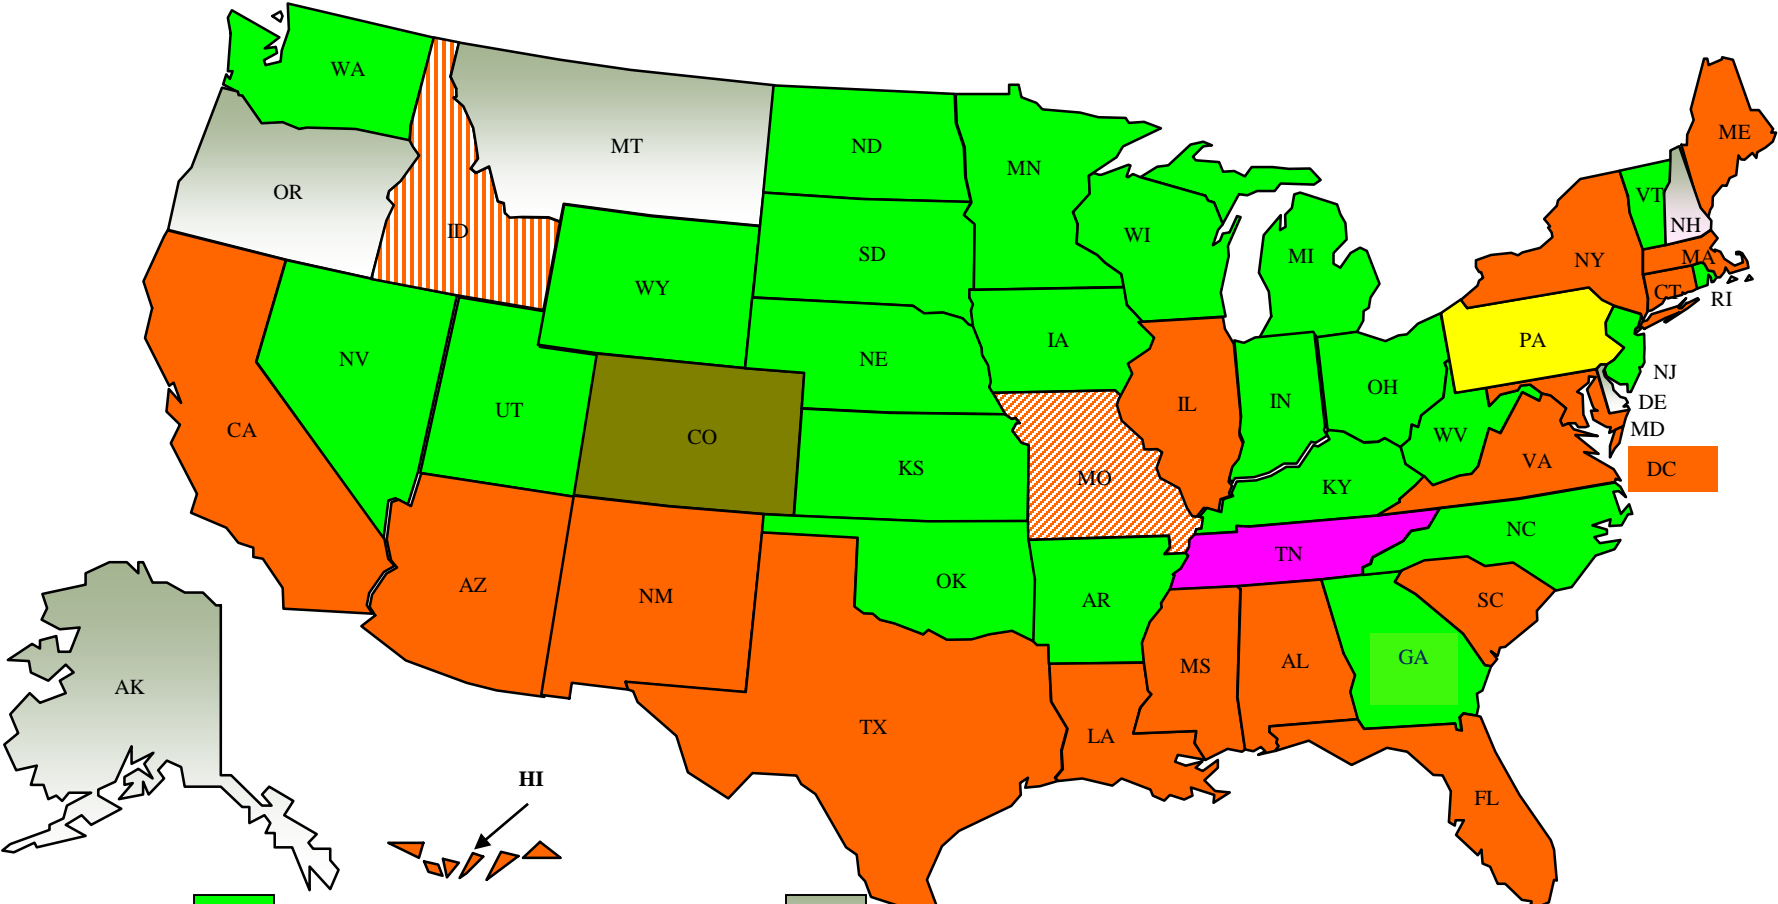 WA
ME
MT
ND
MN
OR
VT
NH
ID
WI
SD
MI
NY
MA
WY
CT
RI
NV
NE
IA
PA
NJ
UT
CO
IL
IN
OH
DE
CA
KS
MO
WV
MD
VA
DC
KY
NC
AZ
NM
OK
AR
TN
SC
AK
TX
MS
AL
GA
LA
HI
FL